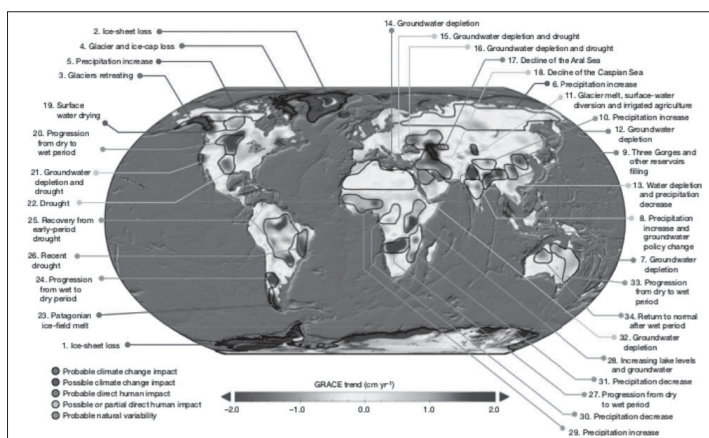 2. Ice-sheet loss
4. Glacier and ice-cap loss
5. Precipitation increase
3. Glaciers retreating
19. Surface
water drying
20. Progression
from dry to
wet period
21. Groundwater
depletion and
drought
22. Drought
25. Recovery from
early-period
drought
26. Recent
drought
24. Progression
from wet to
dry period
23. Patagonian
ice-field melt
1. Ice-sheet loss
14. Groundwater depletion
15. Groundwater depletion and drought
16. Groundwater depletion and drought
17. Decline of the Aral Sea
18. Decline of the Caspian Sea
6. Precipitation increase
11. Glacier melt, surface-water
diversion and irrigated agriculture
10. Precipitation increase
12. Groundwater
depletion
9. Three Gorges and
other reservoirs
filling
13. Water depletion
and precipitation
decrease
8. Precipitation
increase and
groundwater
policy change
7. Groundwater
depletion
33. Progression
from dry to wet
period
34. Return to normal
after wet period
32. Groundwater
depletion
28. Increasing lake levels
and groundwater
31. Precipitation decrease
27. Progression from dry
to wet period
30. Precipitation decrease
29. Precipitation increase
Probable climate change impact
Possible climate change impact
Probable direct human impact
Possible or partial direct human impact
Probable natural variability
GRACE trend (cm yr⁻¹)
−2.0 −1.0 0.0 1.0 2.0